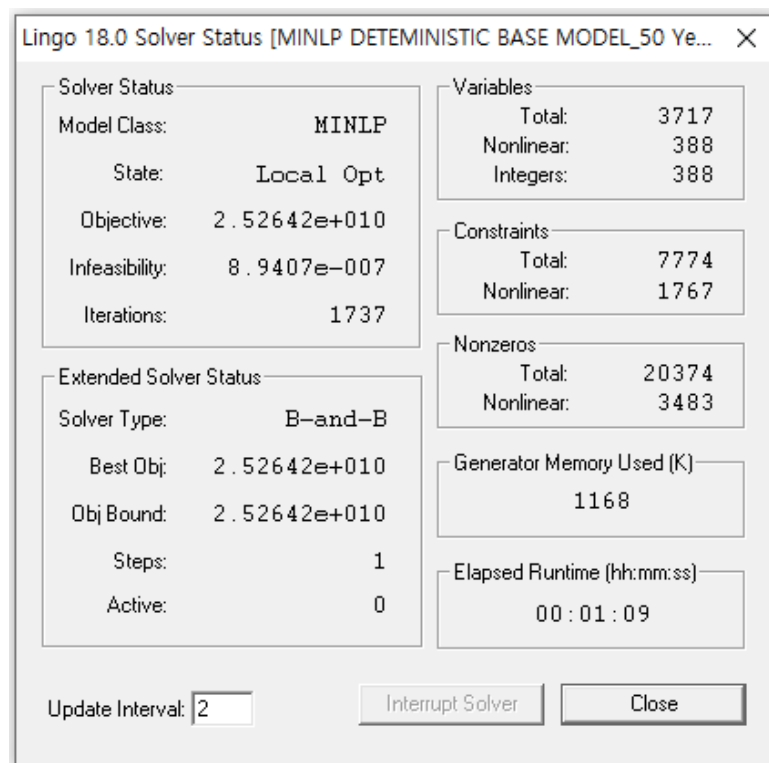 Lingo 18.0 Solver Status [MINLP DETEMINISTIC BASE MODEL_50 Ye...
Solver Status
Model Class: MINLP
State: Local Opt
Objective: 2.52642e+010
Infeasibility: 8.9407e-007
Iterations: 1737
Extended Solver Status
Solver Type: B-and-B
Best Obj: 2.52642e+010
Obj Bound: 2.52642e+010
Steps: 1
Active: 0
Variables
Total: 3717
Nonlinear: 388
Integers: 388
Constraints
Total: 7774
Nonlinear: 1767
Nonzeros
Total: 20374
Nonlinear: 3483
Generator Memory Used (K)
1168
Elapsed Runtime (hh:mm:ss)
00:01:09
Update Interval: 2
Interrupt Solver
Close